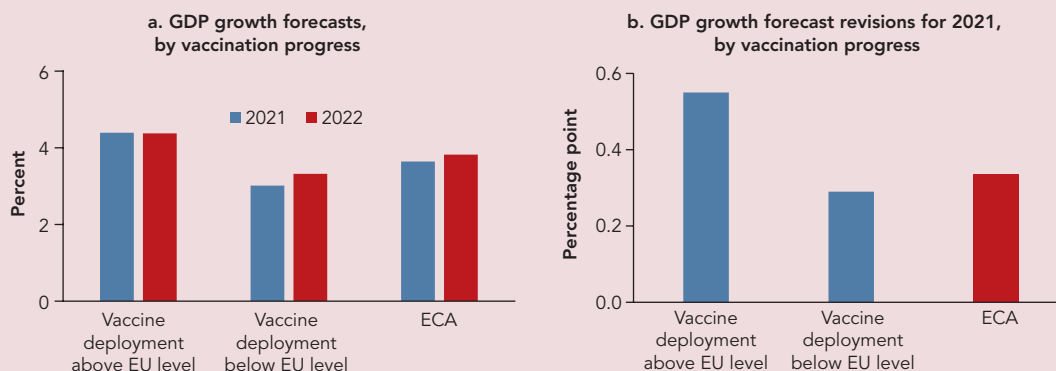 a. GDP growth forecasts,
by vaccination progress
Percent
6
4
2
0
2021 2022
Vaccine
deployment
above EU level
Vaccine
deployment
below EU level
ECA
b. GDP growth forecast revisions for 2021,
by vaccination progress
Percentage point
0.6
0.4
0.2
0.0
Vaccine
deployment
above EU level
Vaccine
deployment
below EU level
ECA